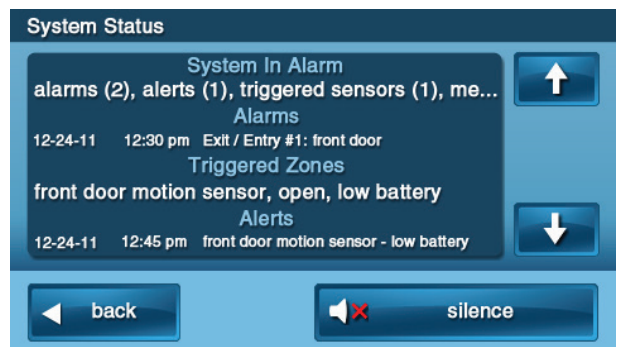 System Status
System In Alarm
alarms (2), alerts (1), triggered sensors (1), me...
Alarms
12-24-11 12:30 pm Exit / Entry #1: front door
Triggered Zones
front door motion sensor, open, low battery
Alerts
12-24-11 12:45 pm front door motion sensor - low battery
back
silence